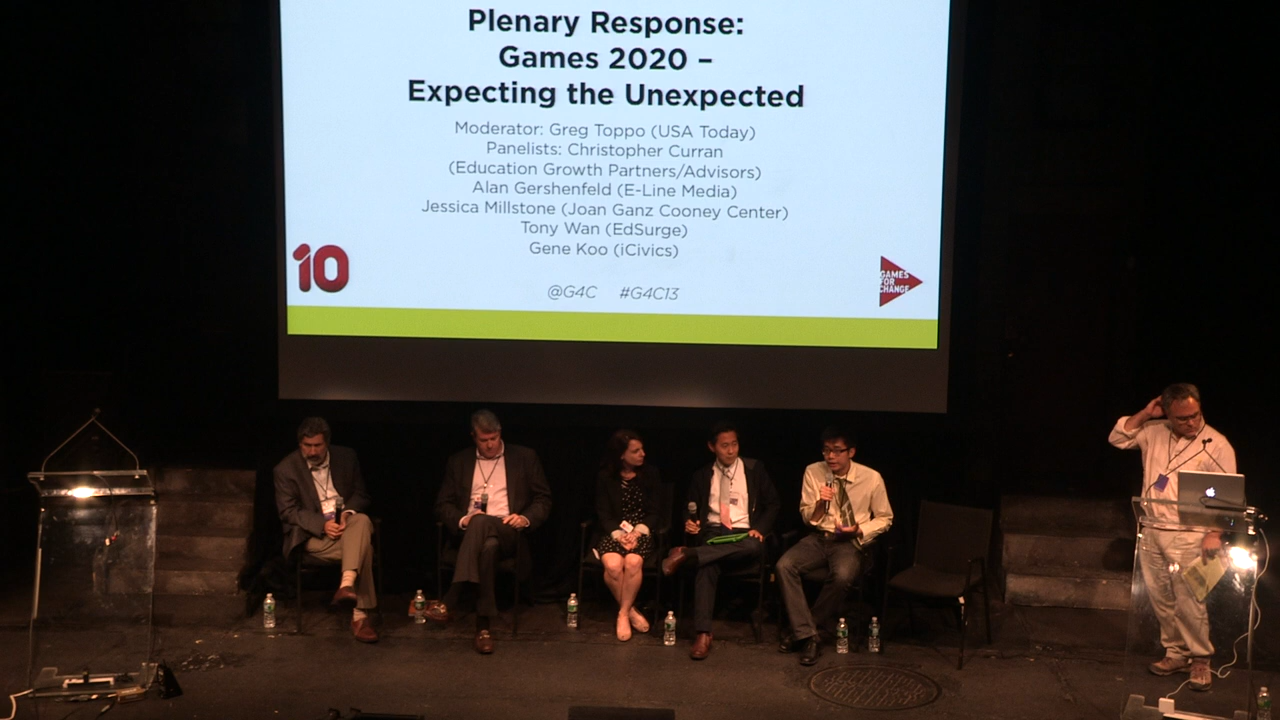 Plenary Response:
Games 2020 –
Expecting the Unexpected
Moderator: Greg Toppo (USA Today)
Panelists: Christopher Curran
(Education Growth Partners/Advisors)
Alan Gershenfeld (E-Line Media)
Jessica Millstone (Joan Ganz Cooney Center)
Tony Wan (EdSurge)
Gene Koo (iCivics)
10
GAMES
FOR
CHANGE
@G4C #G4C13